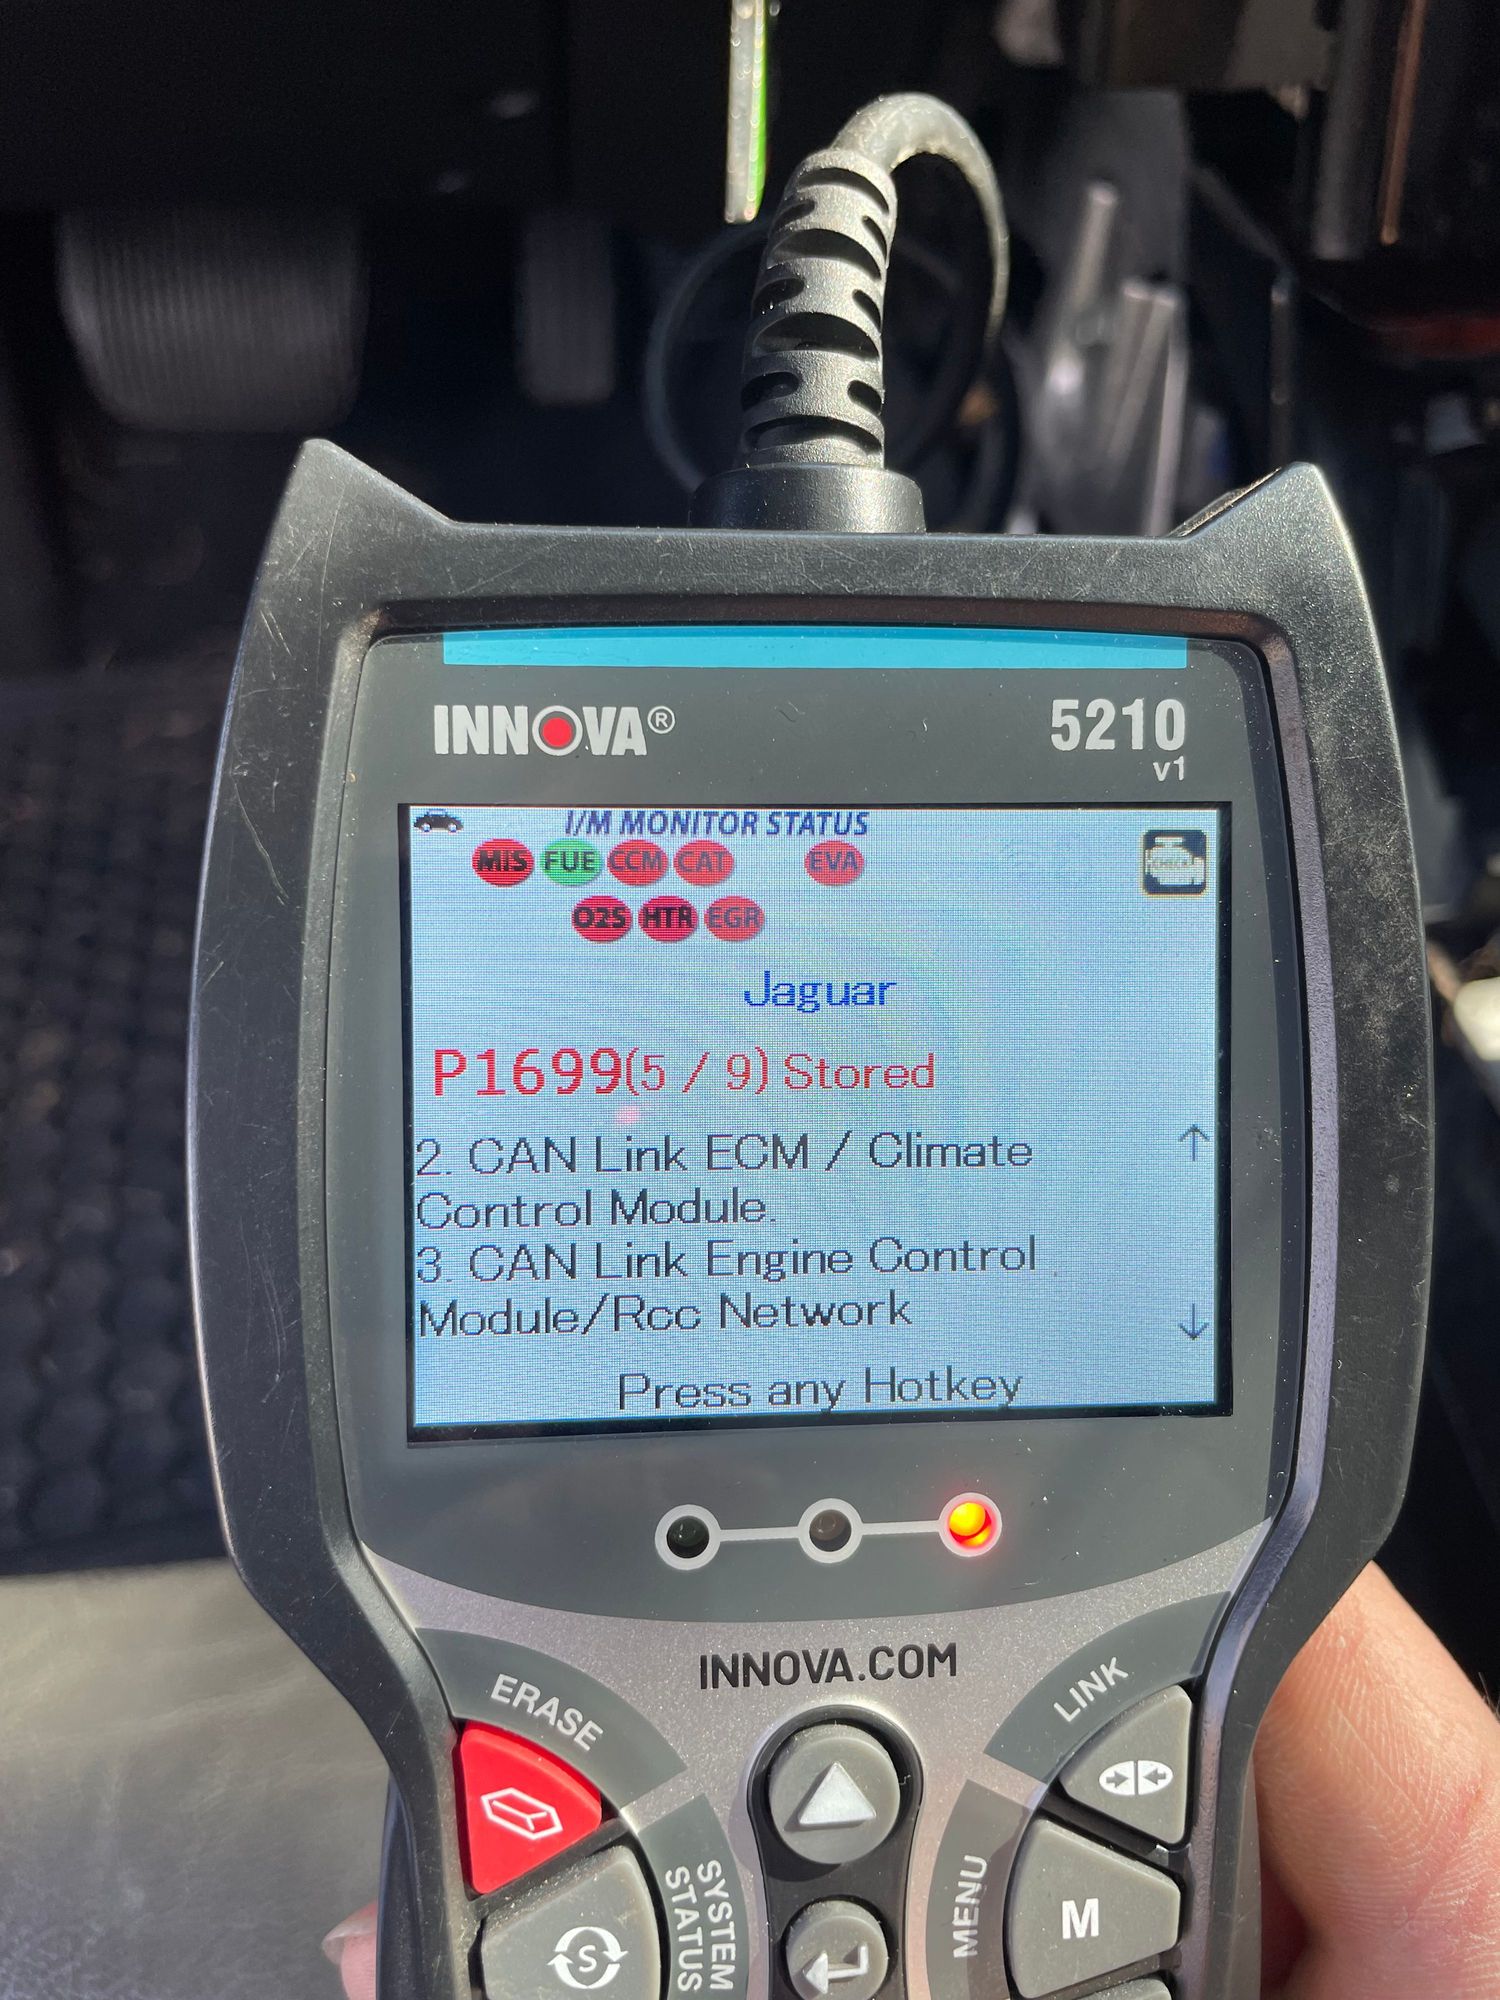 INNOVA®
5210
v1
I/M MONITOR STATUS
MIS FUE CCM CAT EVA
O2S HTR EGR
Jaguar
P1699(5 / 9) Stored
2. CAN Link ECM / Climate
Control Module.
3. CAN Link Engine Control
Module/Rcc Network
Press any Hotkey
INNOVA.COM
ERASE
LINK
SYSTEM
STATUS
S
MENU
M